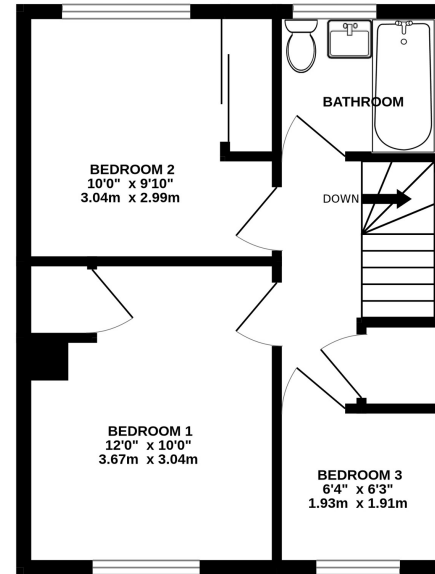 BATHROOM
BEDROOM 2
10'0" x 9'10"
3.04m x 2.99m
DOWN
BEDROOM 1
12'0" x 10'0"
3.67m x 3.04m
BEDROOM 3
6'4" x 6'3"
1.93m x 1.91m